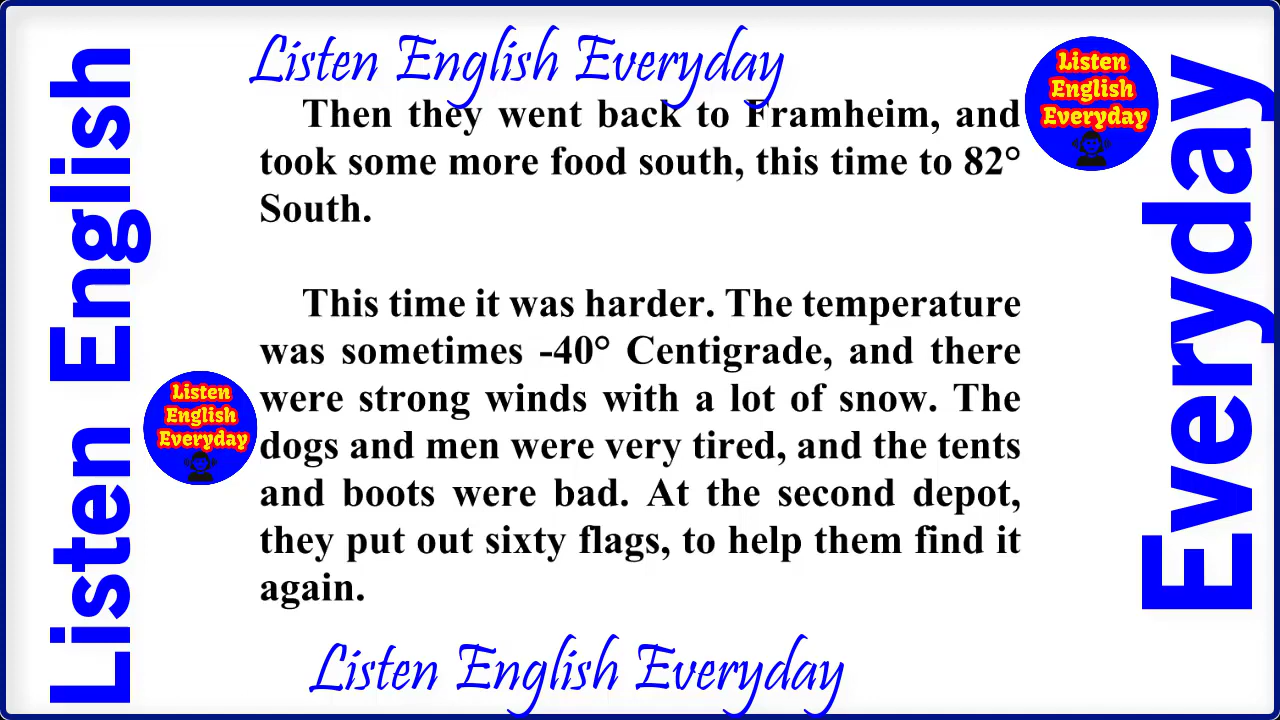 Listen English Everyday
Listen
English
Everyday
Then they went back to Framheim, and
took some more food south, this time to 82°
South.
This time it was harder. The temperature
was sometimes -40° Centigrade, and there
were strong winds with a lot of snow. The
dogs and men were very tired, and the tents
and boots were bad. At the second depot,
they put out sixty flags, to help them find it
again.
Listen English
Listen
English
Everyday
Everyday
Listen English Everyday